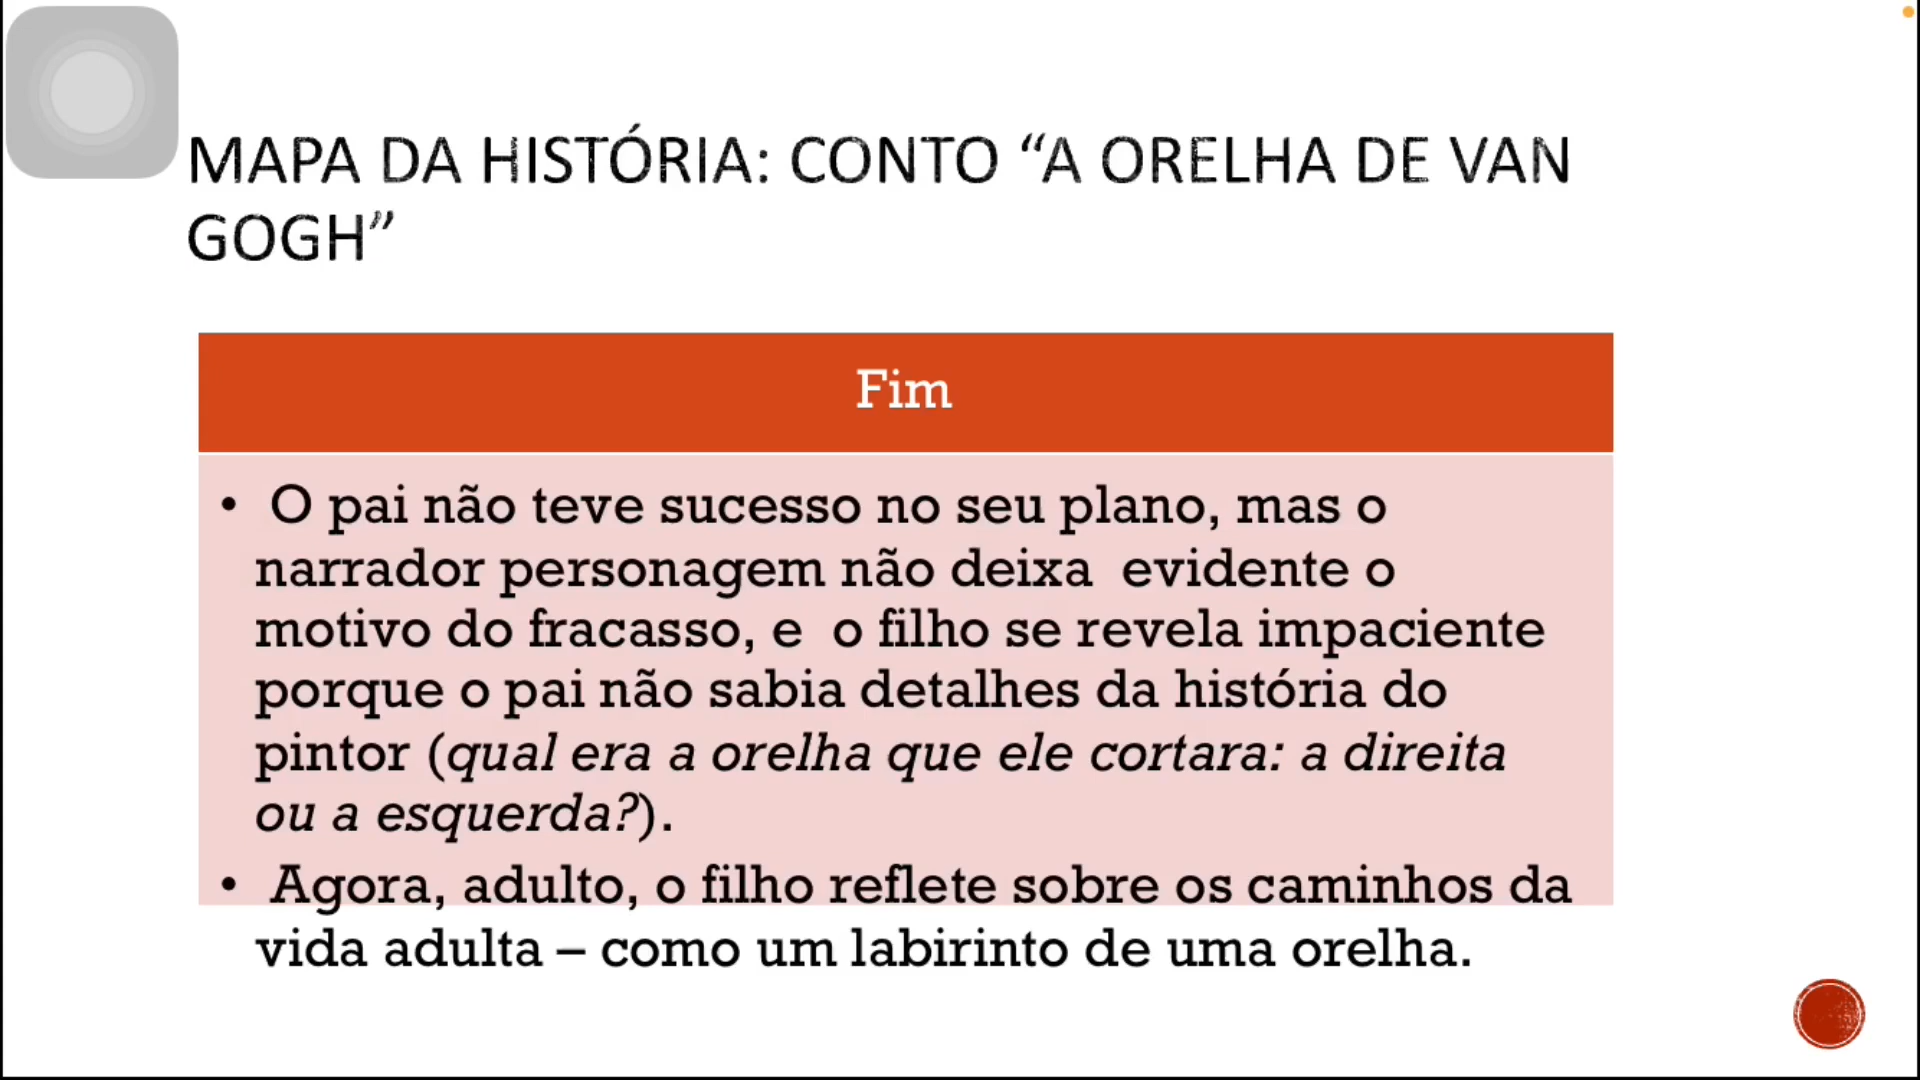 MAPA DA HISTÓRIA: CONTO “A ORELHA DE VAN
GOGH”
Fim
• O pai não teve sucesso no seu plano, mas o
narrador personagem não deixa evidente o
motivo do fracasso, e o filho se revela impaciente
porque o pai não sabia detalhes da história do
pintor (qual era a orelha que ele cortara: a direita
ou a esquerda?).
• Agora, adulto, o filho reflete sobre os caminhos da
vida adulta – como um labirinto de uma orelha.